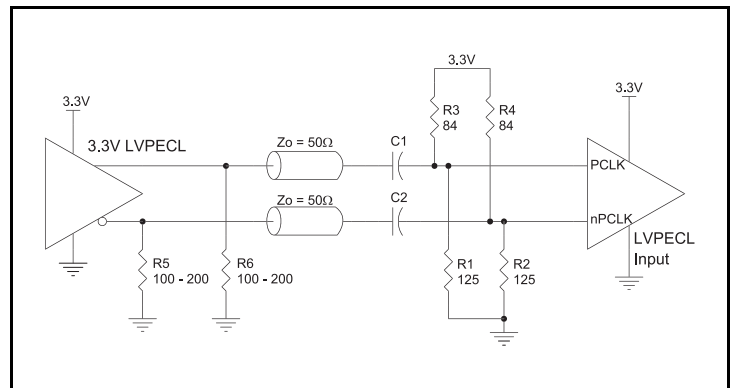 3.3V
3.3V LVPECL
Zo = 50Ω
C1
3.3V
R3
84
R4
84
3.3V
PCLK
Zo = 50Ω
C2
nPCLK
LVPECL
Input
R5
100 - 200
R6
100 - 200
R1
125
R2
125